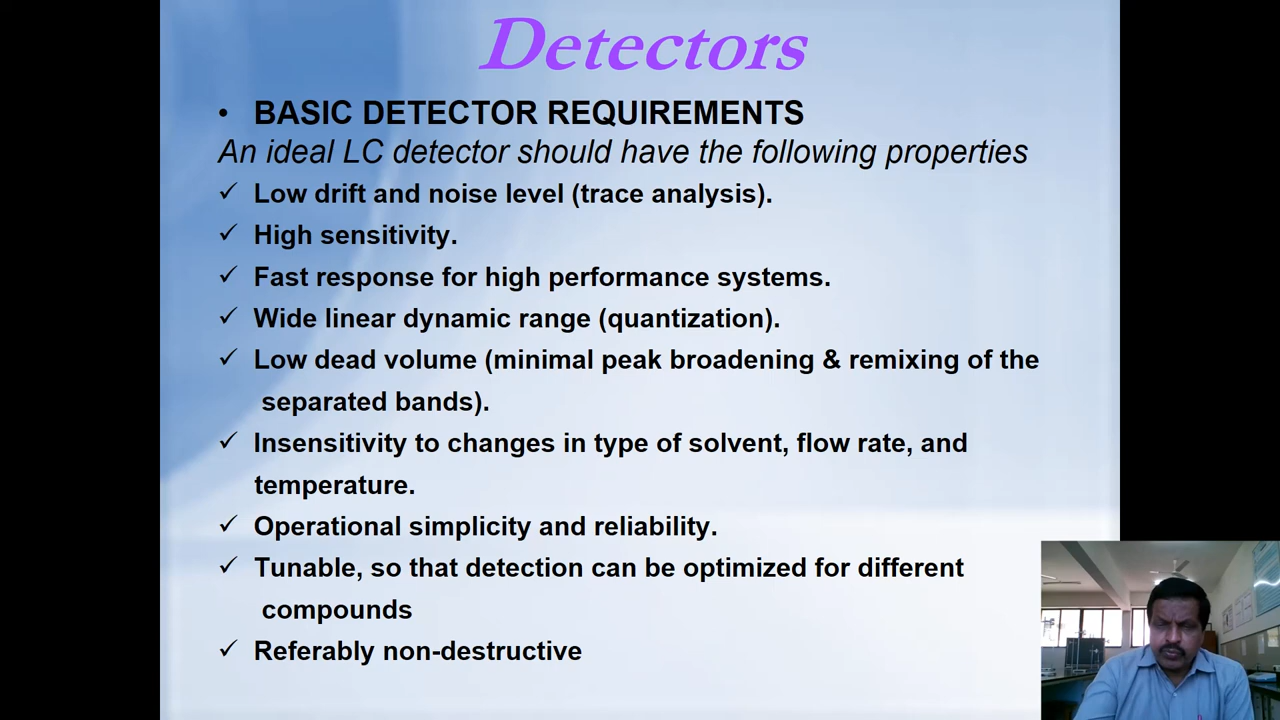 Detectors
• BASIC DETECTOR REQUIREMENTS
An ideal LC detector should have the following properties
✓ Low drift and noise level (trace analysis).
✓ High sensitivity.
✓ Fast response for high performance systems.
✓ Wide linear dynamic range (quantization).
✓ Low dead volume (minimal peak broadening & remixing of the
separated bands).
✓ Insensitivity to changes in type of solvent, flow rate, and
temperature.
✓ Operational simplicity and reliability.
✓ Tunable, so that detection can be optimized for different
compounds
✓ Referably non-destructive